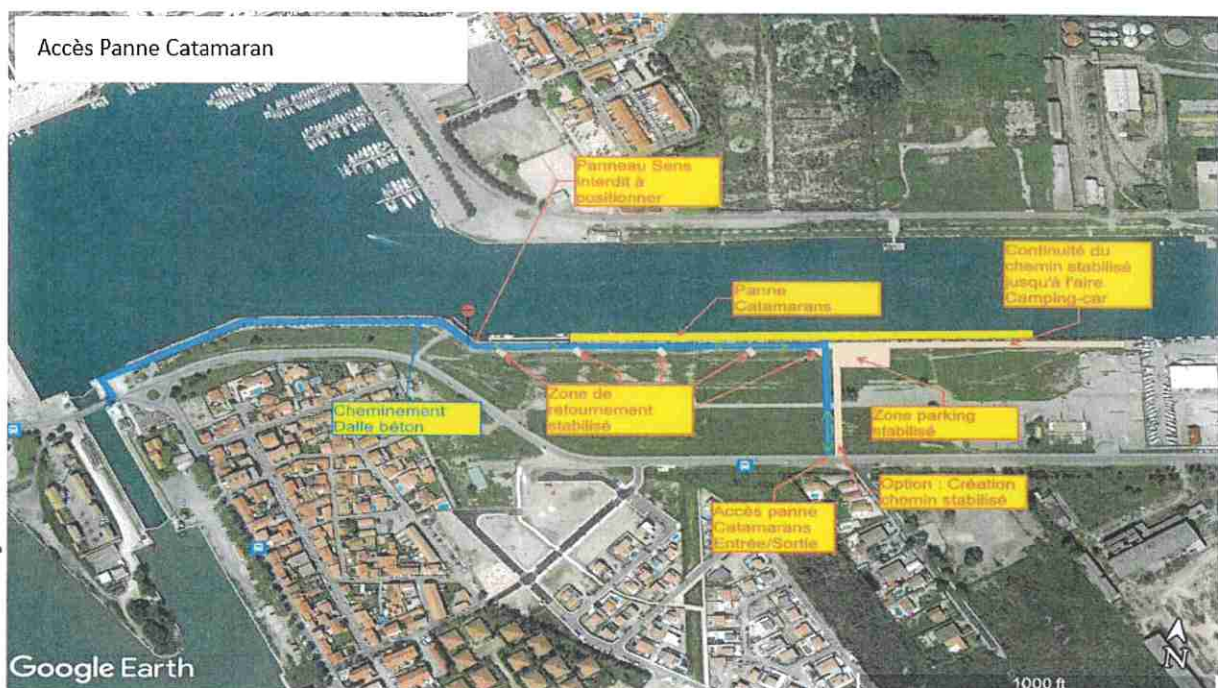 Accès Panne Catamaran
Panneau Sens
interdit à
positionner
Continuité du
chemin stabilisé
jusqu'à l'aire
Camping-car
Panne
Catamarans
Cheminement
Dalle béton
Zone de
retournement
stabilisé
Zone parking
stabilisé
Option : Création
chemin stabilisé
Accès panne
Catamarans
Entrée/Sortie
Google Earth
N
1000 ft